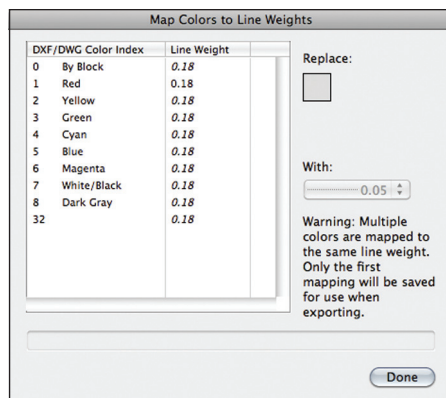 Map Colors to Line Weights
DXF/DWG Color Index Line Weight
0 By Block 0.18
1 Red 0.18
2 Yellow 0.18
3 Green 0.18
4 Cyan 0.18
5 Blue 0.18
6 Magenta 0.18
7 White/Black 0.18
8 Dark Gray 0.18
32 0.18
Replace:
With:
0.05
Warning: Multiple
colors are mapped to
the same line weight.
Only the first
mapping will be saved
for use when
exporting.
Done